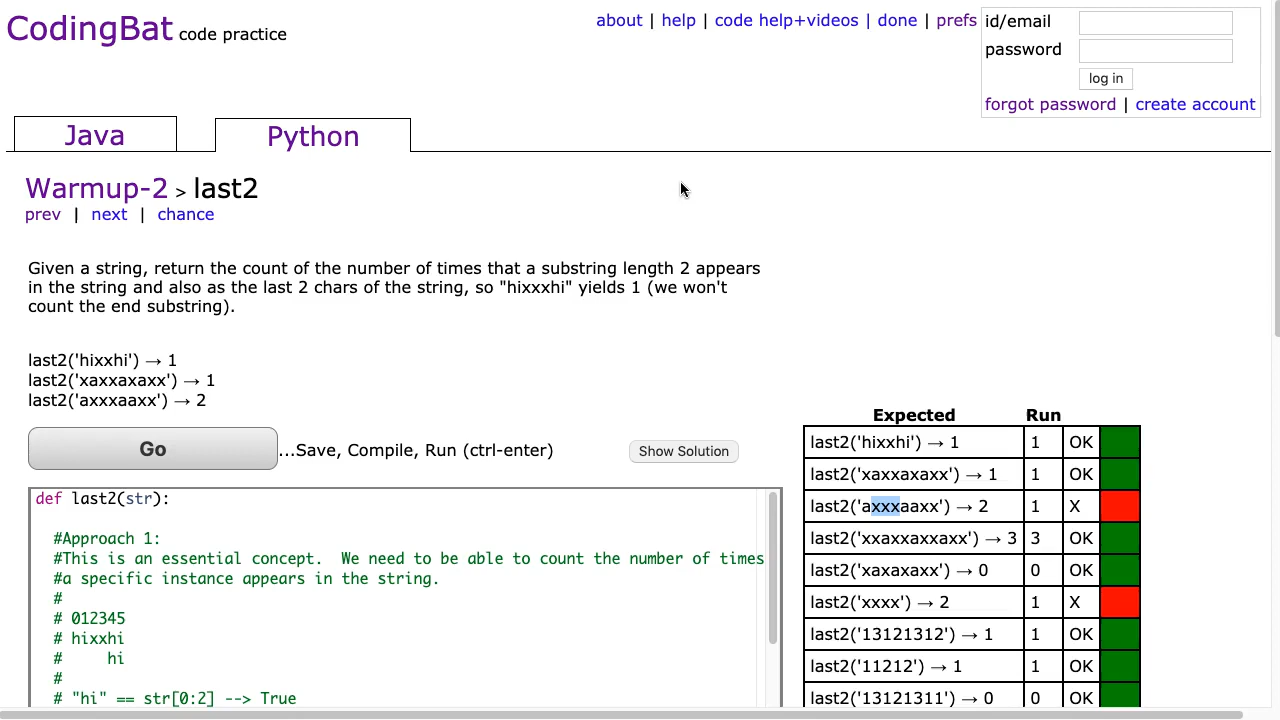 CodingBat code practice
about | help | code help+videos | done | prefs
id/email
password
log in
forgot password | create account
Java
Python
Warmup-2 > last2
prev | next | chance
Given a string, return the count of the number of times that a substring length 2 appears
in the string and also as the last 2 chars of the string, so "hixxxhi" yields 1 (we won't
count the end substring).
last2('hixxhi') → 1
last2('xaxxaxaxx') → 1
last2('axxxaaxx') → 2
Go
...Save, Compile, Run (ctrl-enter)
Show Solution
def last2(str):
#Approach 1:
#This is an essential concept.  We need to be able to count the number of times
#a specific instance appears in the string.
#
# 012345
# hixxhi
#     hi
#
# "hi" == str[0:2] --> True
Expected Run
last2('hixxhi') → 1 1 OK
last2('xaxxaxaxx') → 1 1 OK
last2('axxxaaxx') → 2 1 X
last2('xxaxxaxxaxx') → 3 3 OK
last2('xaxaxaxx') → 0 0 OK
last2('xxxx') → 2 1 X
last2('13121312') → 1 1 OK
last2('11212') → 1 1 OK
last2('13121311') → 0 0 OK